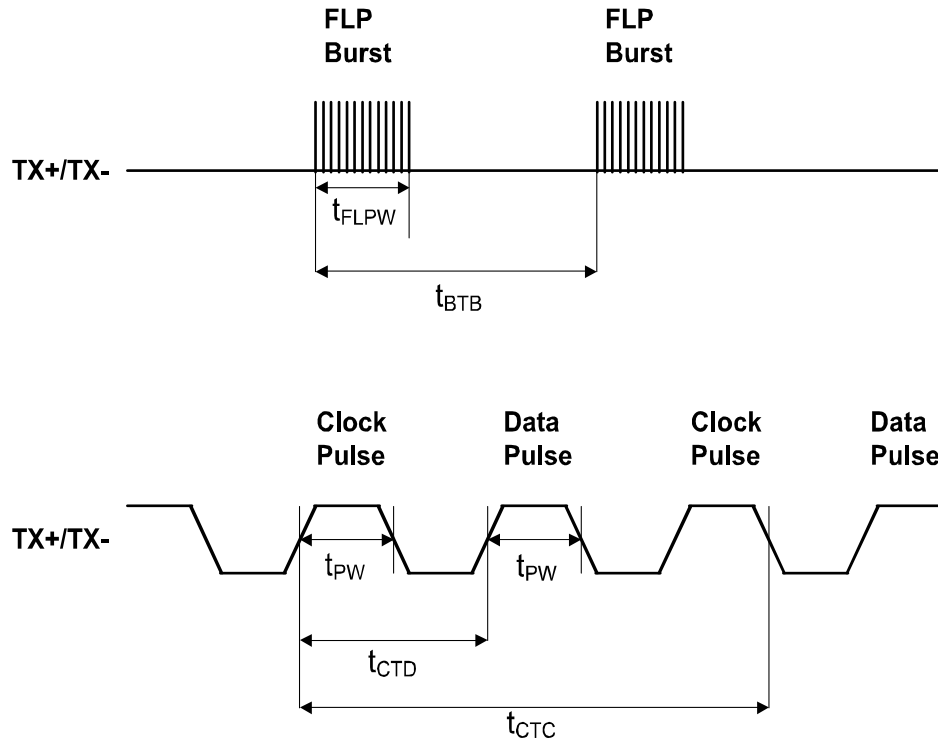 FLP
Burst
FLP
Burst
TX+/TX-
tFLPW
tBTB
Clock
Pulse
Data
Pulse
Clock
Pulse
Data
Pulse
TX+/TX-
tPW
tPW
tCTD
tCTC